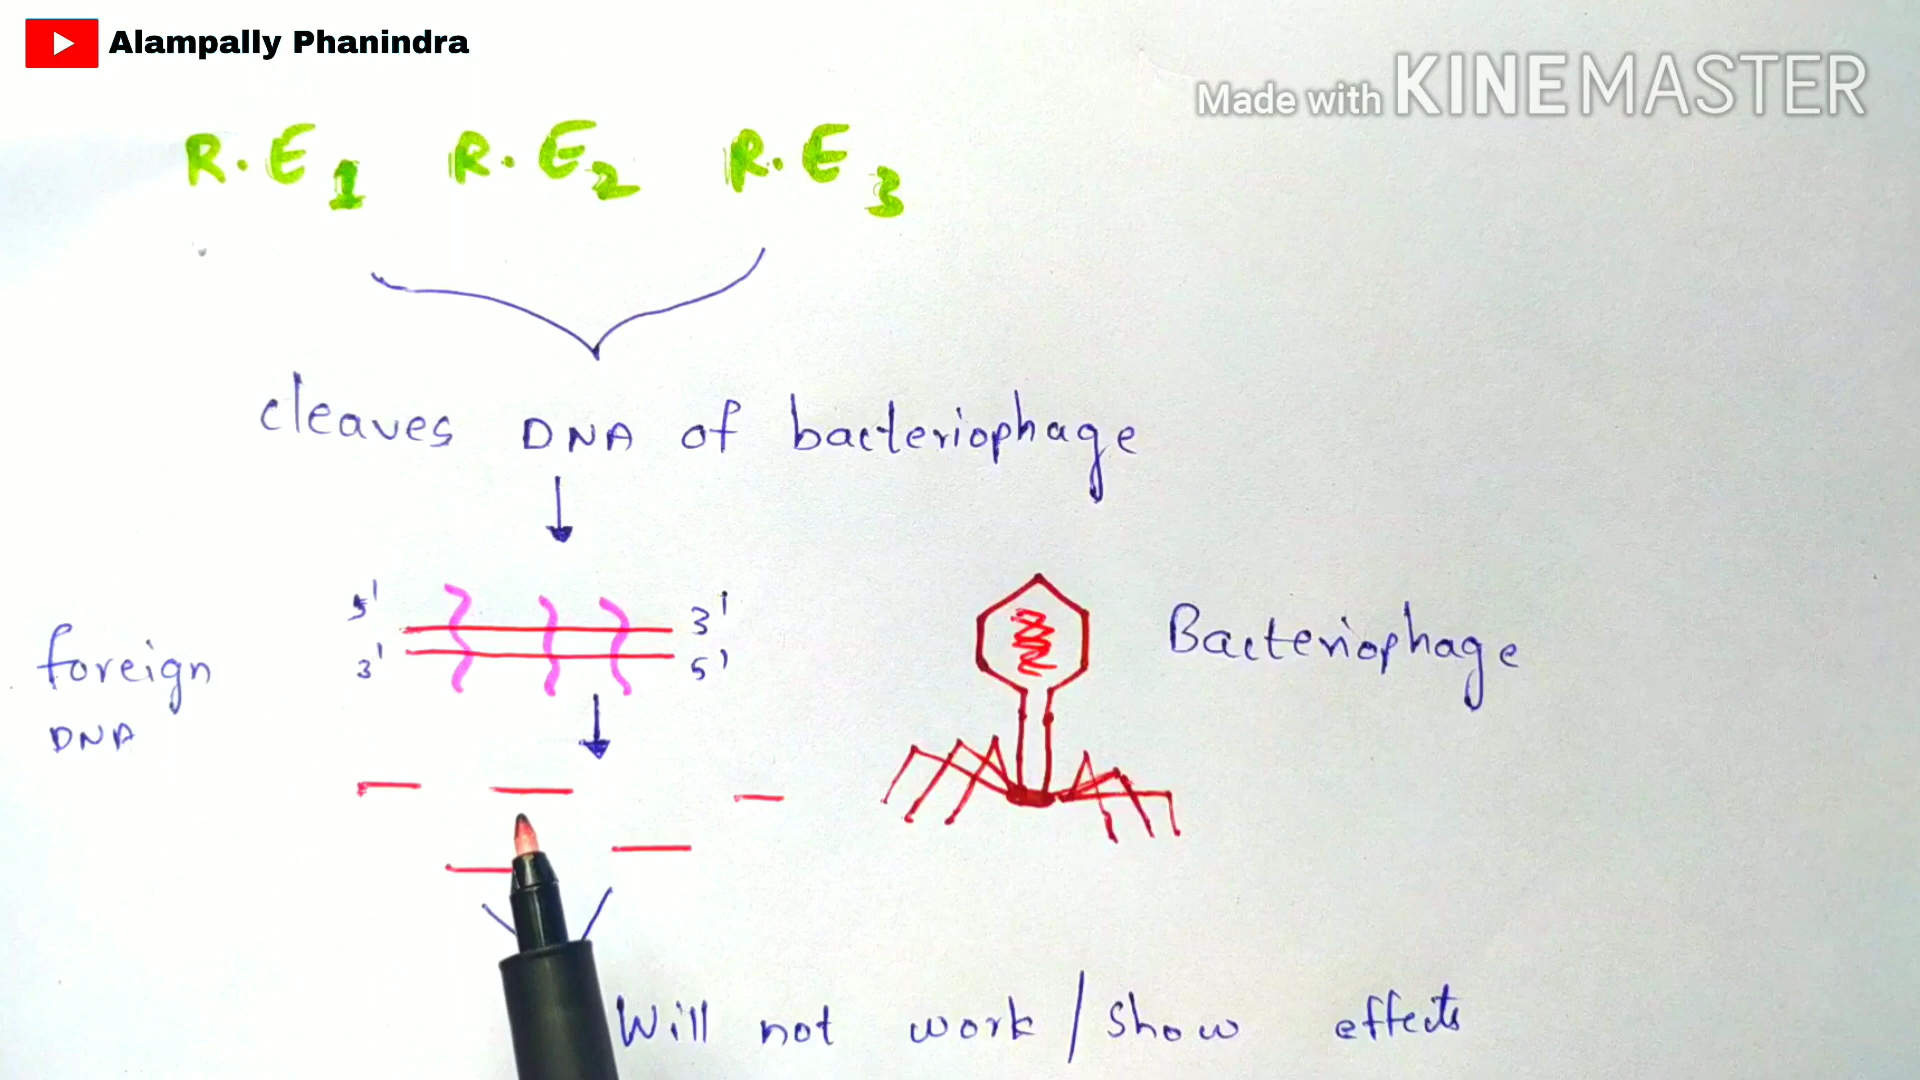 Alampally Phanindra
Made with KINEMASTER
R.E1 R.E2 R.E3
cleaves DNA of bacteriophage
5' 3'
3' 5'
foreign
DNA
Bacteriophage
Will not work / Show effects